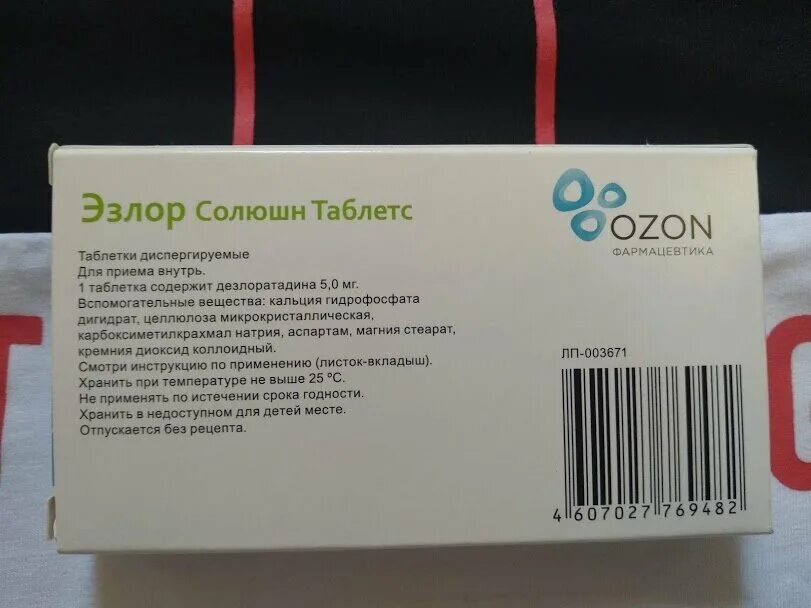 Эзлор Солюшн Таблетс
OZON
ФАРМАЦЕВТИКА
Таблетки диспергируемые
Для приема внутрь.
1 таблетка содержит дезлоратадина 5,0 мг.
Вспомогательные вещества: кальция гидрофосфата
дигидрат, целлюлоза микрокристаллическая,
карбоксиметилкрахмал натрия, аспартам, магния стеарат,
кремния диоксид коллоидный.
Смотри инструкцию по применению (листок-вкладыш).
Хранить при температуре не выше 25 ºС.
Не применять по истечении срока годности.
Хранить в недоступном для детей месте.
Отпускается без рецепта.
ЛП-003671
4 607027 769482